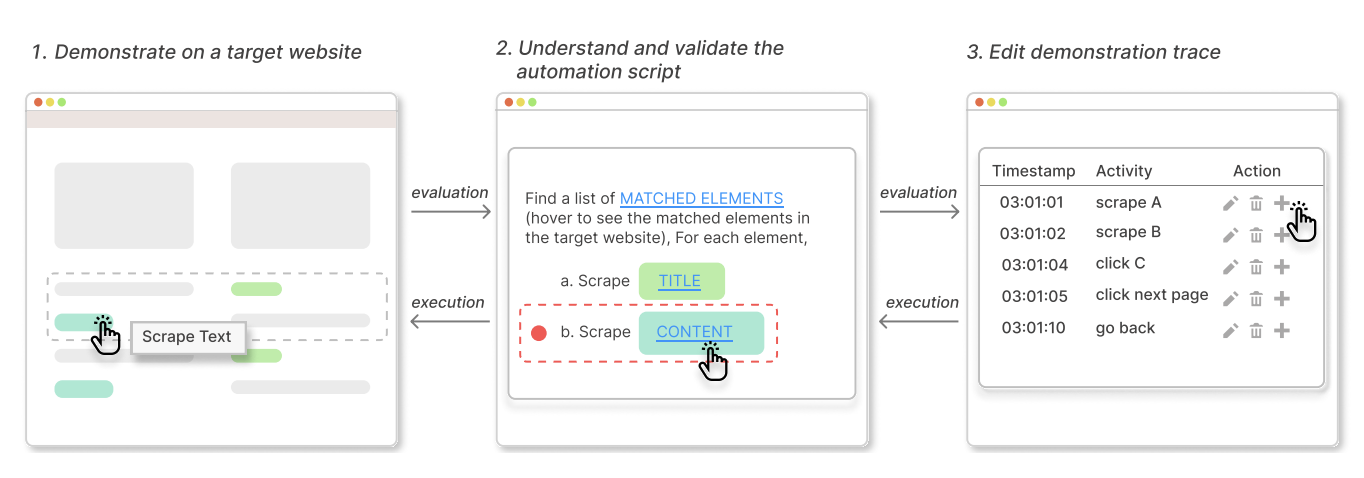 1. Demonstrate on a target website
2. Understand and validate the
automation script
3. Edit demonstration trace
Scrape Text
evaluation
execution
Find a list of MATCHED ELEMENTS
(hover to see the matched elements in
the target website), For each element,
a. Scrape TITLE
b. Scrape CONTENT
evaluation
execution
Timestamp Activity Action
03:01:01 scrape A
03:01:02 scrape B
03:01:04 click C
03:01:05 click next page
03:01:10 go back